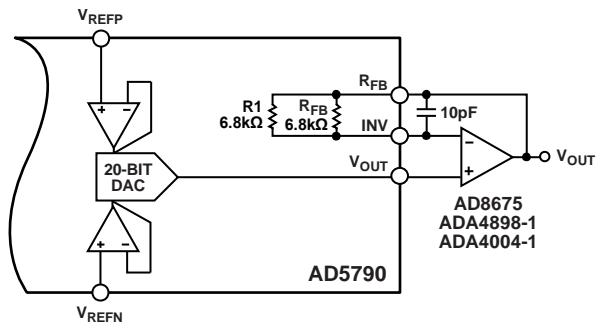 VREFP
RFB
R1
6.8kΩ
RFB
6.8kΩ
10pF
INV
20-BIT
DAC
VOUT
VOUT
AD8675
ADA4898-1
ADA4004-1
AD5790
VREFN
+
−
+
−
−
+